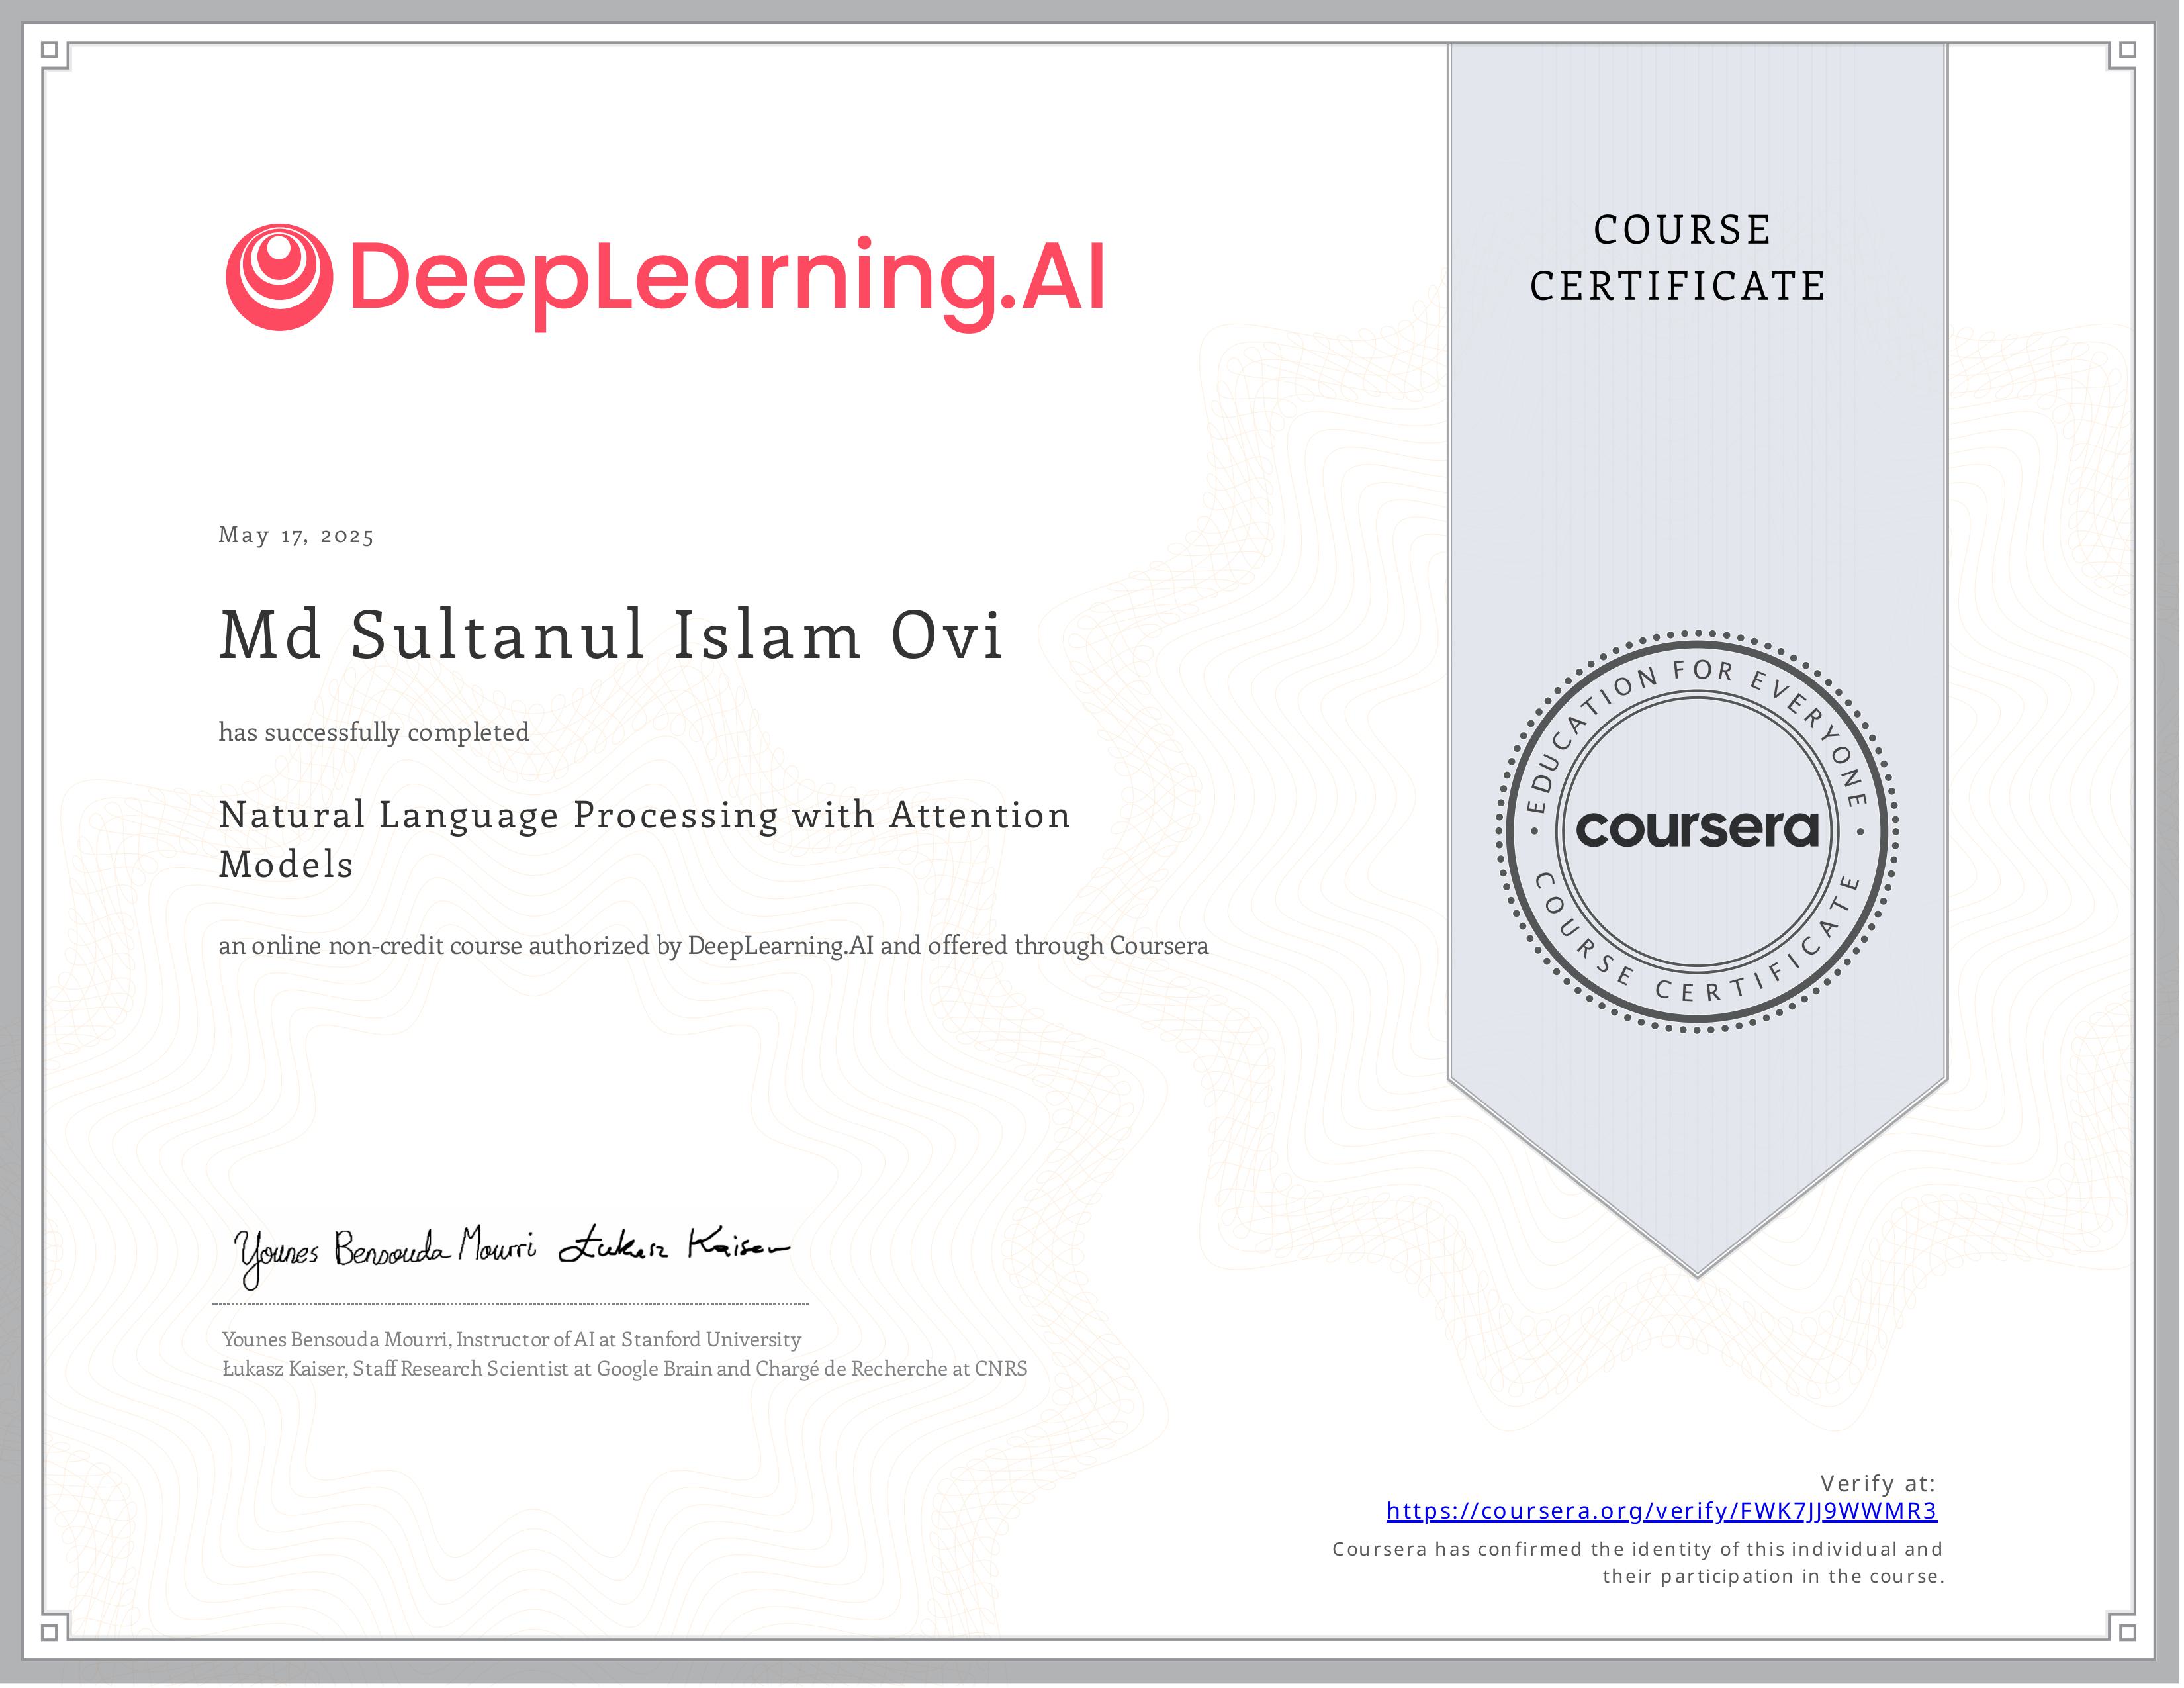 DeepLearning.AI
COURSE
CERTIFICATE
May 17, 2025
Md Sultanul Islam Ovi
has successfully completed
Natural Language Processing with Attention
Models
an online non-credit course authorized by DeepLearning.AI and offered through Coursera
EDUCATION FOR EVERYONE
coursera
COURSE CERTIFICATE
Younes Bensouda Mourri Łukasz Kaiser
Younes Bensouda Mourri, Instructor of AI at Stanford University
Łukasz Kaiser, Staff Research Scientist at Google Brain and Chargé de Recherche at CNRS
Verify at:
https://coursera.org/verify/FWK7JJ9WWMR3
Coursera has confirmed the identity of this individual and
their participation in the course.